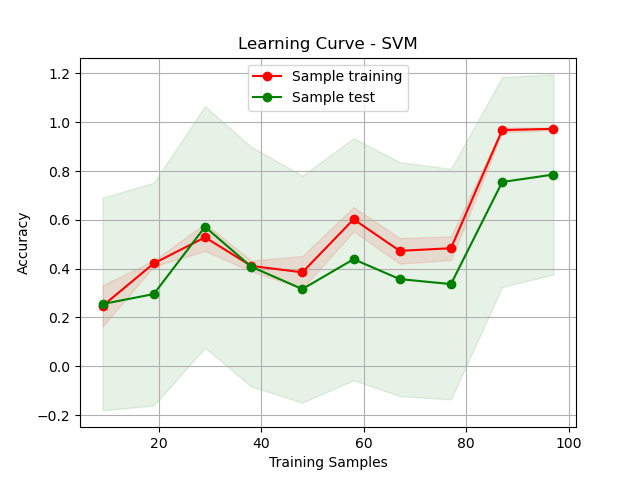 Learning Curve - SVM
Sample training
Sample test
Accuracy
1.2
1.0
0.8
0.6
0.4
0.2
0.0
−0.2
20
40
60
80
100
Training Samples